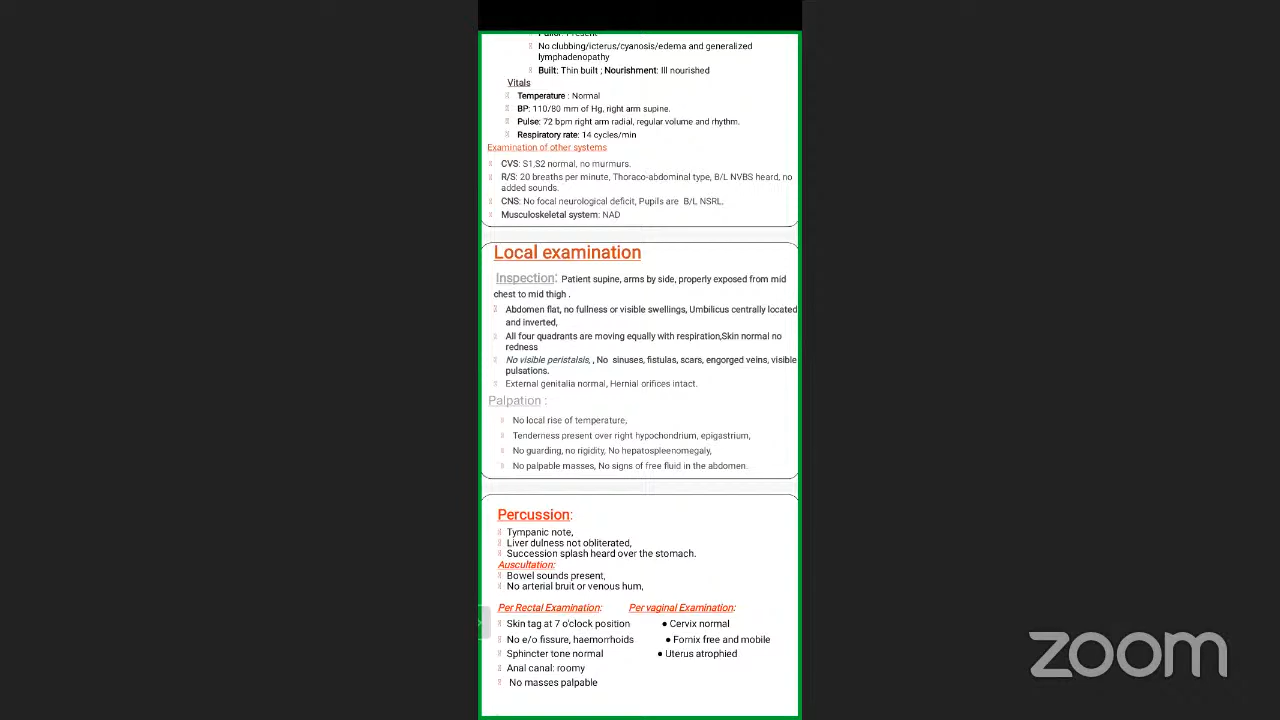 Pallor: Present
No clubbing/icterus/cyanosis/edema and generalized
lymphadenopathy
Built: Thin built ; Nourishment: Ill nourished
Vitals
Temperature : Normal
BP: 110/80 mm of Hg, right arm supine.
Pulse: 72 bpm right arm radial, regular volume and rhythm.
Respiratory rate: 14 cycles/min
Examination of other systems
CVS: S1,S2 normal, no murmurs.
R/S: 20 breaths per minute, Thoraco-abdominal type, B/L NVBS heard, no
added sounds.
CNS: No focal neurological deficit, Pupils are B/L NSRL.
Musculoskeletal system: NAD
Local examination
Inspection: Patient supine, arms by side, properly exposed from mid
chest to mid thigh .
Abdomen flat, no fullness or visible swellings, Umbilicus centrally located
and inverted,
All four quadrants are moving equally with respiration,Skin normal no
redness
No visible peristalsis, , No sinuses, fistulas, scars, engorged veins, visible
pulsations.
External genitalia normal, Hernial orifices intact.
Palpation :
No local rise of temperature,
Tenderness present over right hypochondrium, epigastrium,
No guarding, no rigidity, No hepatospleenomegaly,
No palpable masses, No signs of free fluid in the abdomen.
Percussion:
Tympanic note,
Liver dulness not obliterated,
Succession splash heard over the stomach.
Auscultation:
Bowel sounds present,
No arterial bruit or venous hum,
Per Rectal Examination: Per vaginal Examination:
Skin tag at 7 o'clock position ● Cervix normal
No e/o fissure, haemorrhoids ● Fornix free and mobile
Sphincter tone normal ● Uterus atrophied
Anal canal: roomy
No masses palpable
zoom